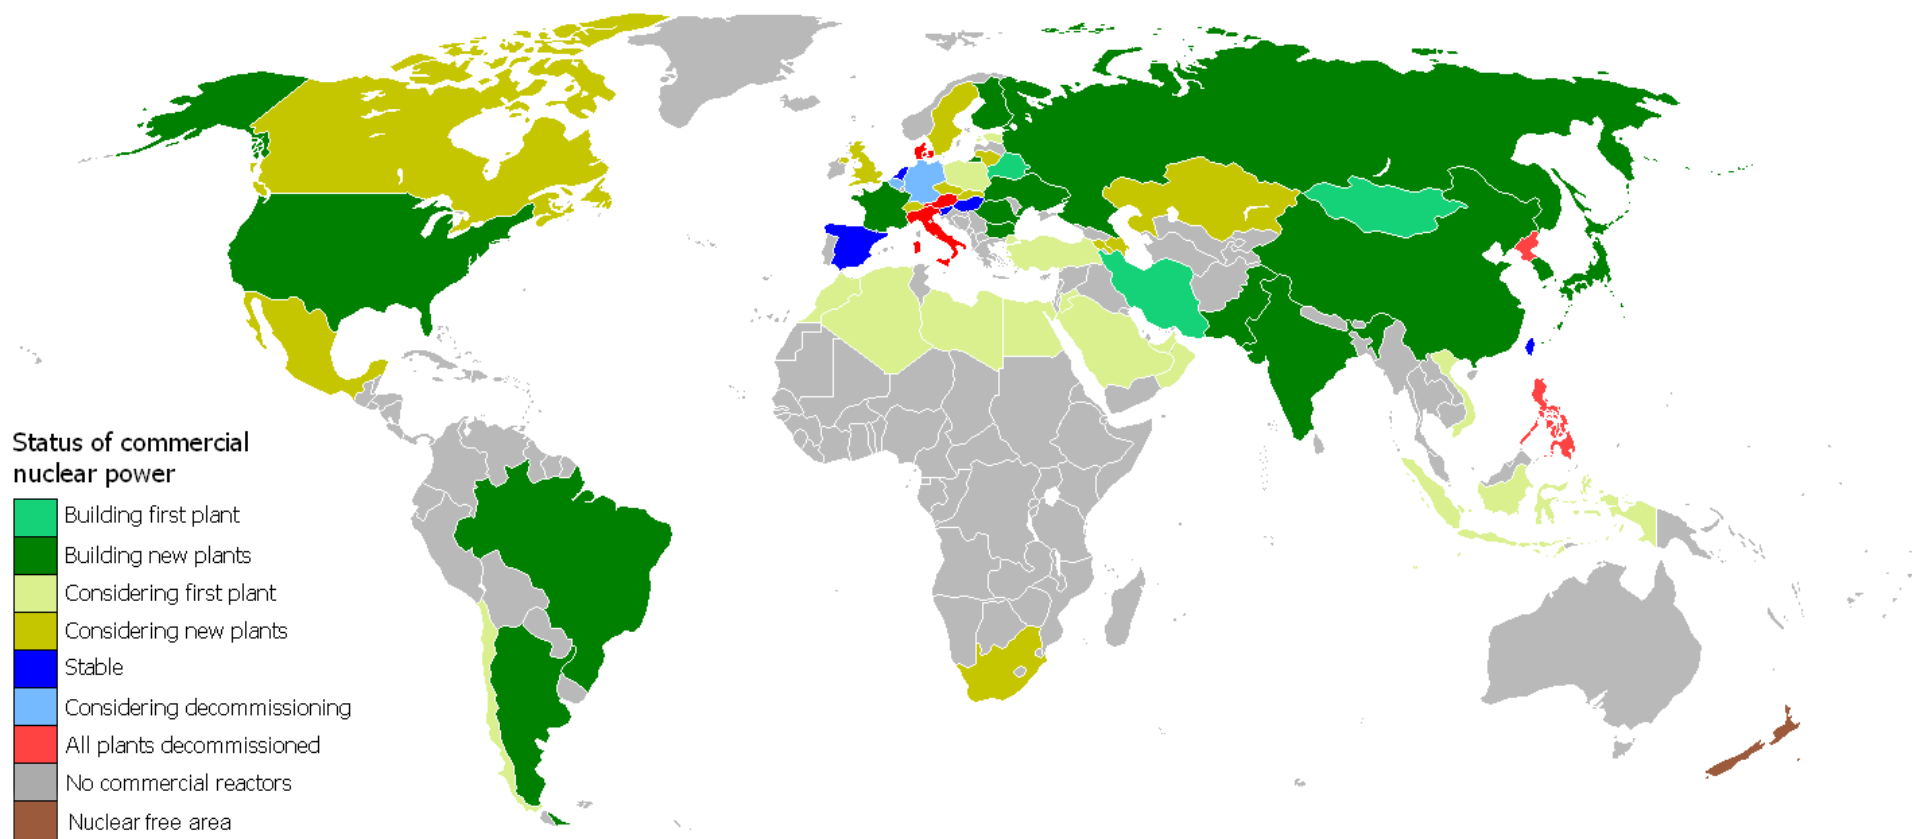 Status of commercial
nuclear power
Building first plant
Building new plants
Considering first plant
Considering new plants
Stable
Considering decommissioning
All plants decommissioned
No commercial reactors
Nuclear free area